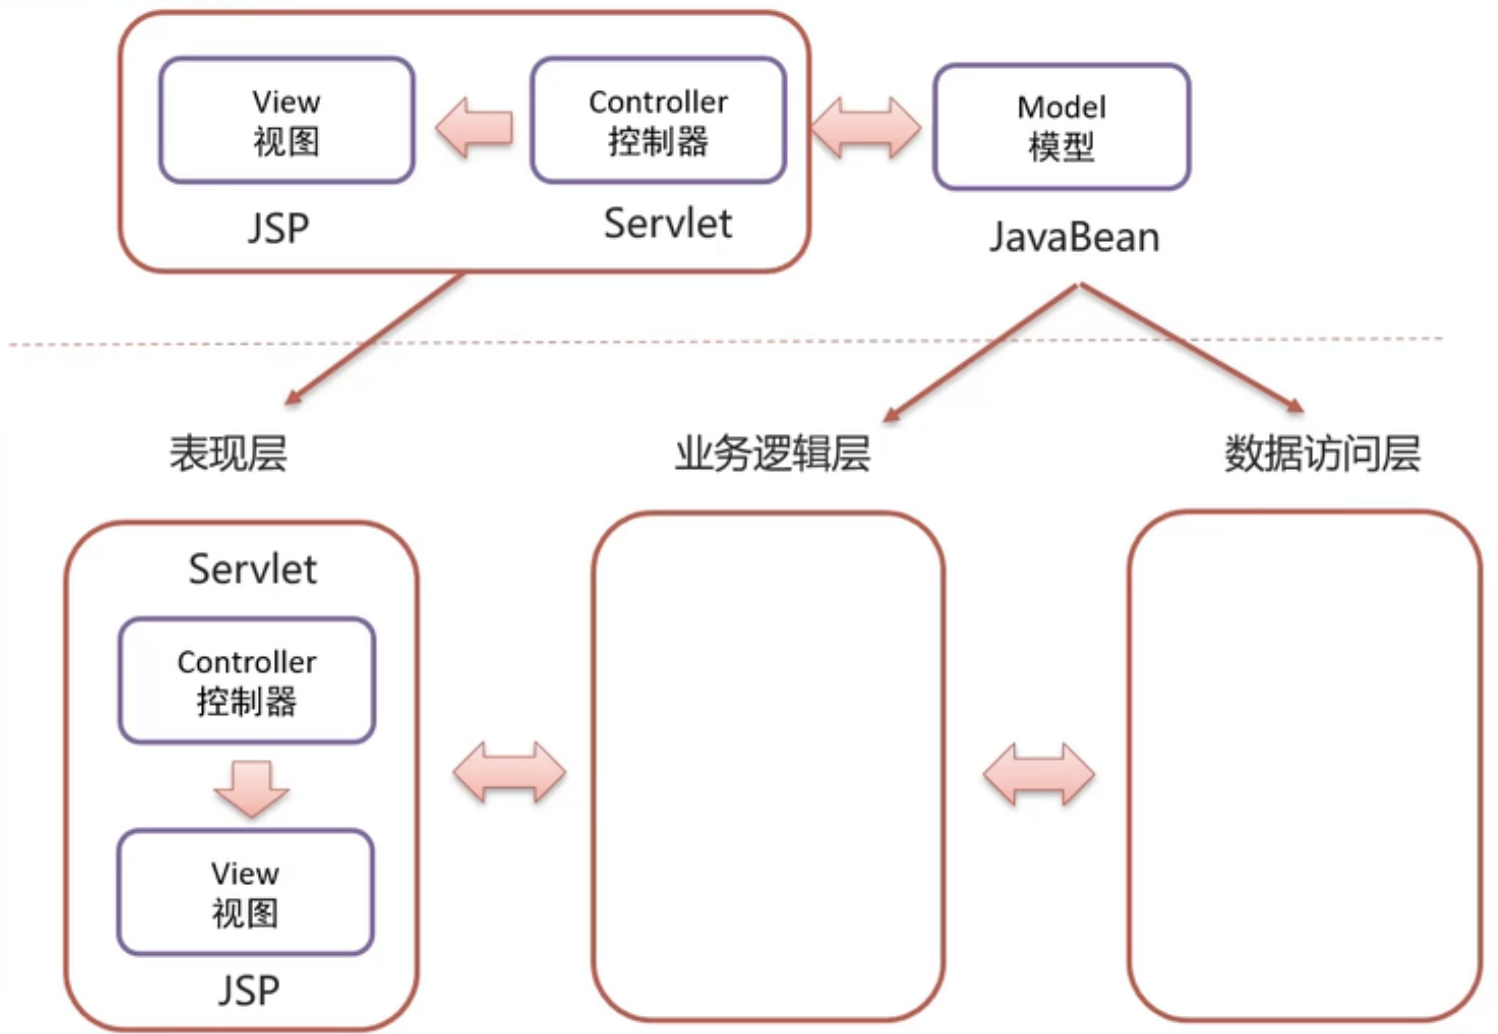 View
视图
Controller
控制器
Model
模型
JSP
Servlet
JavaBean
表现层
业务逻辑层
数据访问层
Servlet
Controller
控制器
View
视图
JSP